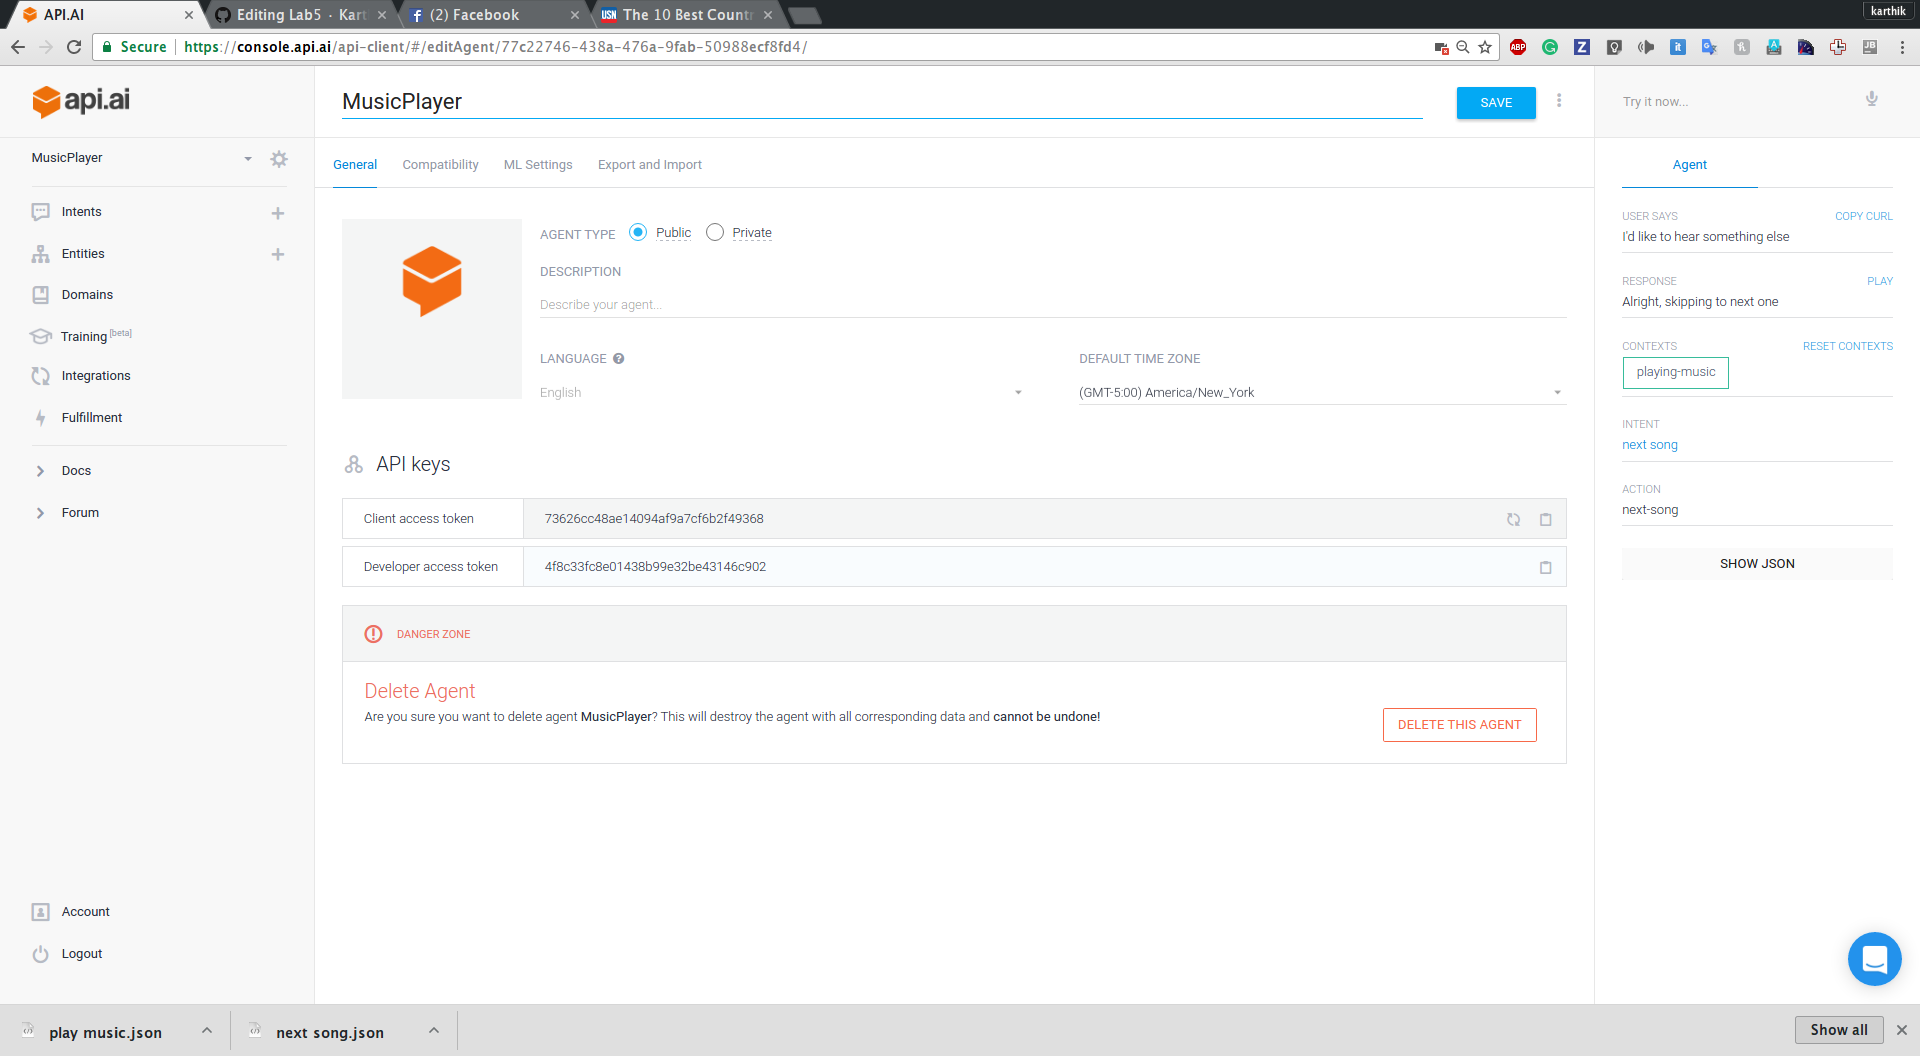 API.AI
Editing Lab5 · Kart
(2) Facebook
USN The 10 Best Count
karthik
Secure https://console.api.ai/api-client/#/editAgent/77c22746-438a-476a-9fab-50988ecf8fd4/
api.ai
MusicPlayer
SAVE
Try it now...
MusicPlayer
Intents
Entities
Domains
Training [beta]
Integrations
Fulfillment
Docs
Forum
Account
Logout
General Compatibility ML Settings Export and Import
AGENT TYPE Public Private
DESCRIPTION
Describe your agent...
LANGUAGE ?
DEFAULT TIME ZONE
English
(GMT-5:00) America/New_York
API keys
Client access token 73626cc48ae14094af9a7cf6b2f49368
Developer access token 4f8c33fc8e01438b99e32be43146c902
DANGER ZONE
Delete Agent
Are you sure you want to delete agent MusicPlayer? This will destroy the agent with all corresponding data and cannot be undone!
DELETE THIS AGENT
Agent
USER SAYS COPY CURL
I'd like to hear something else
RESPONSE PLAY
Alright, skipping to next one
CONTEXTS RESET CONTEXTS
playing-music
INTENT
next song
ACTION
next-song
SHOW JSON
play music.json
next song.json
Show all